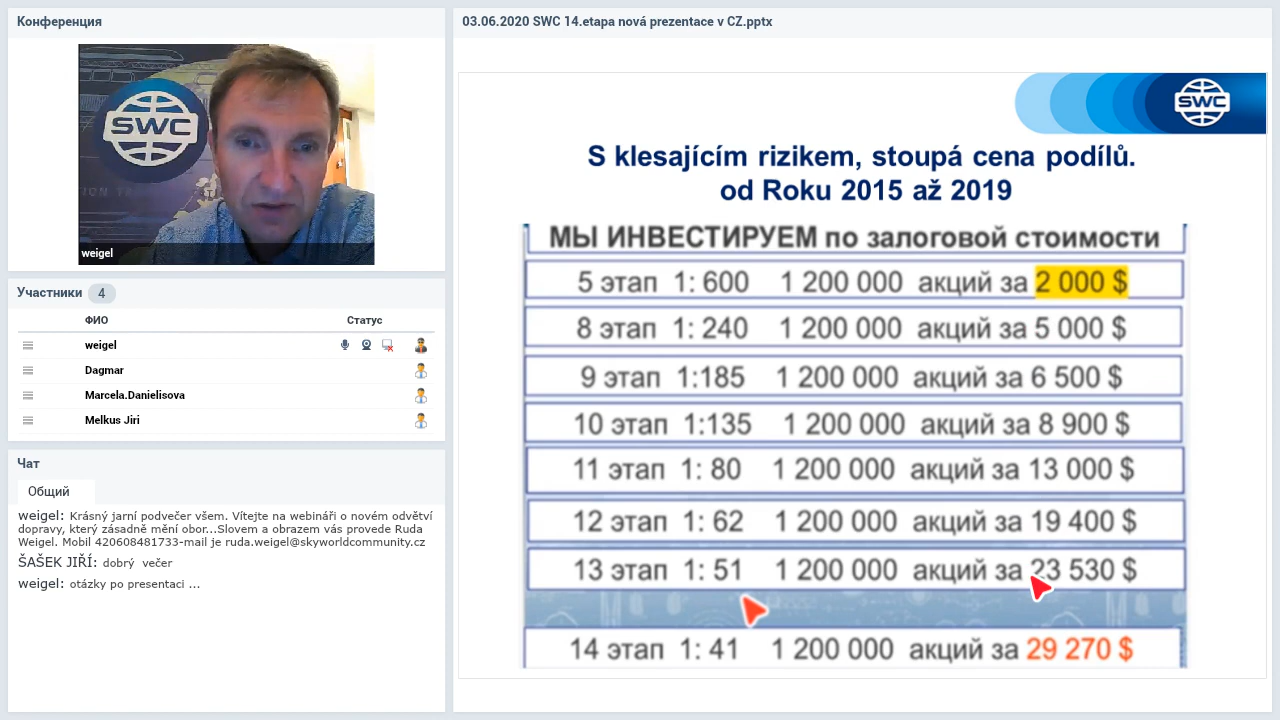 Конференция
SWC
weigel
Участники 4
ФИО Статус
weigel
Dagmar
Marcela.Danielisova
Melkus Jiri
Чат
Общий
weigel: Krásný jarní podvečer všem. Vítejte na webináři o novém odvětví
dopravy, který zásadně mění obor...Slovem a obrazem vás provede Ruda
Weigel. Mobil 420608481733-mail je ruda.weigel@skyworldcommunity.cz
ŠAŠEK JIŘÍ: dobrý večer
weigel: otázky po presentaci ...
03.06.2020 SWC 14.etapa nová prezentace v CZ.pptx
SWC
S klesajícím rizikem, stoupá cena podílů.
od Roku 2015 až 2019
МЫ ИНВЕСТИРУЕМ по залоговой стоимости
5 этап 1: 600 1 200 000 акций за 2 000 $
8 этап 1: 240 1 200 000 акций за 5 000 $
9 этап 1:185 1 200 000 акций за 6 500 $
10 этап 1:135 1 200 000 акций за 8 900 $
11 этап 1: 80 1 200 000 акций за 13 000 $
12 этап 1: 62 1 200 000 акций за 19 400 $
13 этап 1: 51 1 200 000 акций за 23 530 $
14 этап 1: 41 1 200 000 акций за 29 270 $